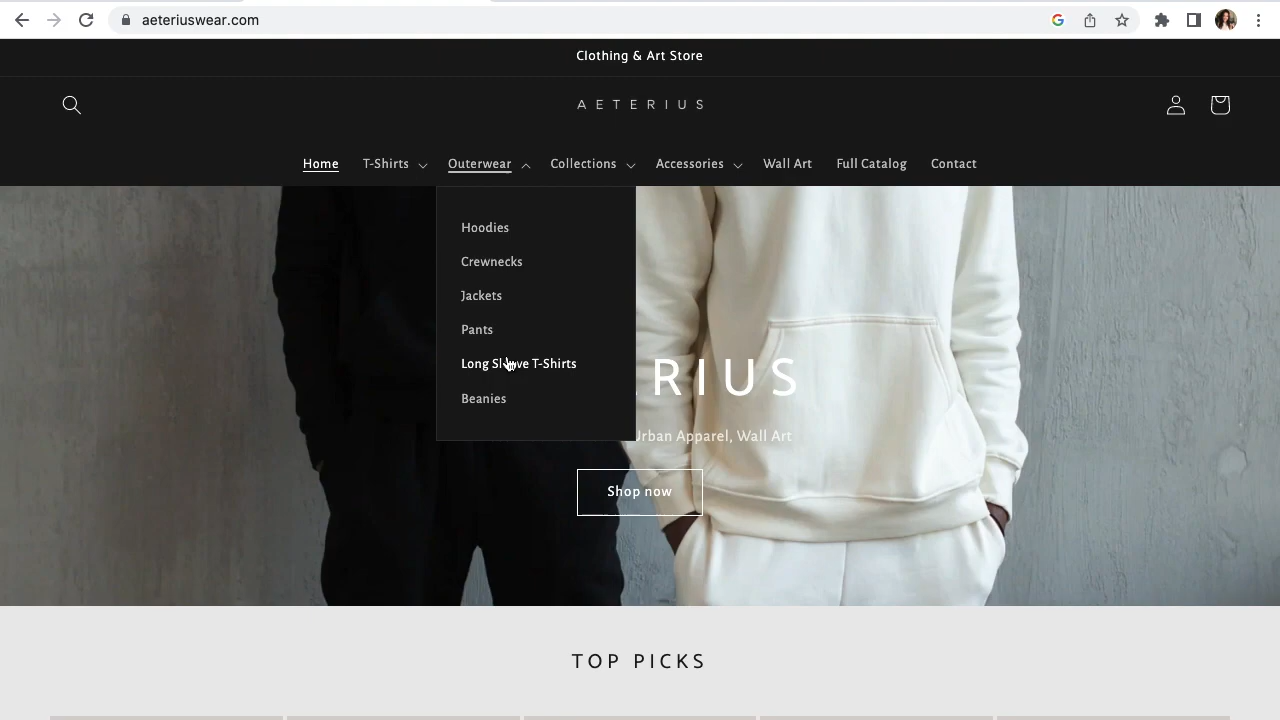 aeteriuswear.com
Clothing & Art Store
AETERIUS
Home T-Shirts Outerwear Collections Accessories Wall Art Full Catalog Contact
Hoodies
Crewnecks
Jackets
Pants
Long Sleeve T-Shirts
Beanies
RIUS
Urban Apparel, Wall Art
Shop now
TOP PICKS